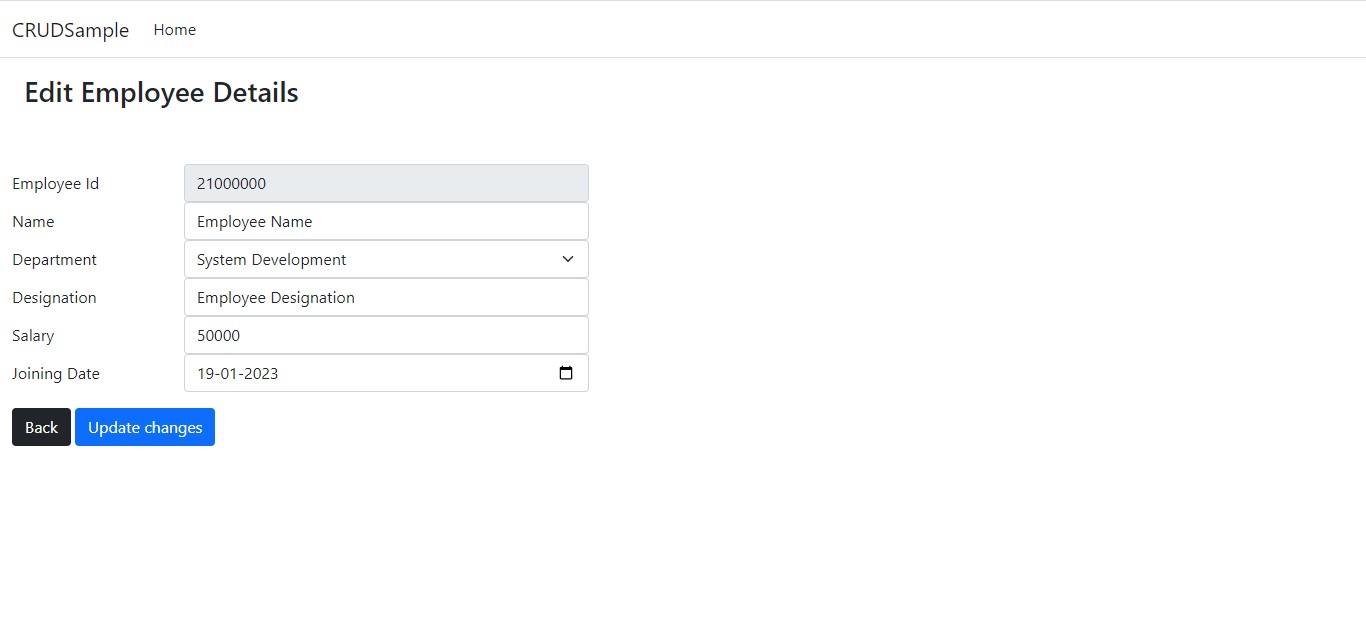 CRUDSample Home
Edit Employee Details
Employee Id 21000000
Name Employee Name
Department System Development
Designation Employee Designation
Salary 50000
Joining Date 19-01-2023
Back Update changes